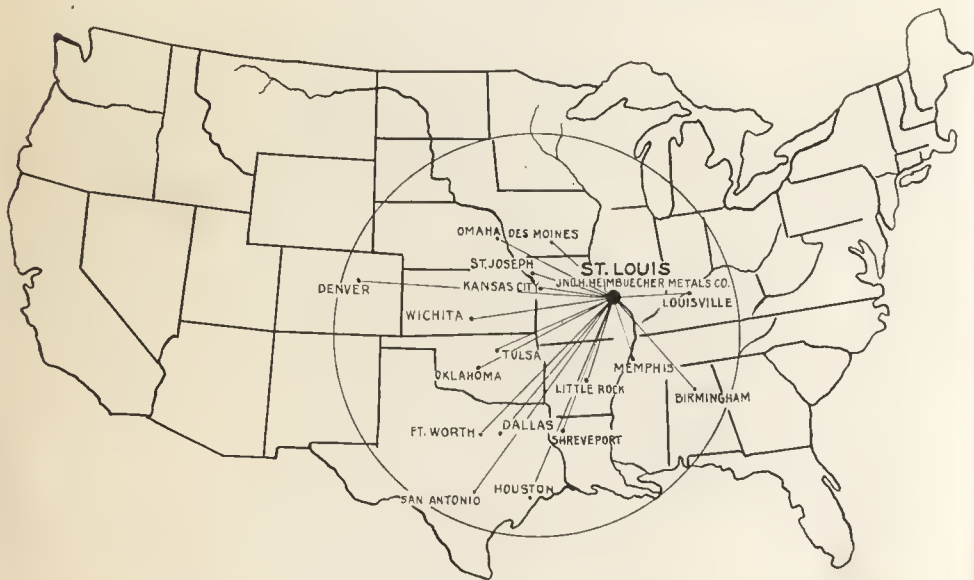 OMAHA
DES MOINES
ST. JOSEPH
ST. LOUIS
DENVER
KANSAS CITY
JNO.H.HEIMBUECHER METALS CO.
LOUISVILLE
WICHITA
TULSA
OKLAHOMA
MEMPHIS
LITTLE ROCK
BIRMINGHAM
FT. WORTH
DALLAS
SHREVEPORT
SAN ANTONIO
HOUSTON